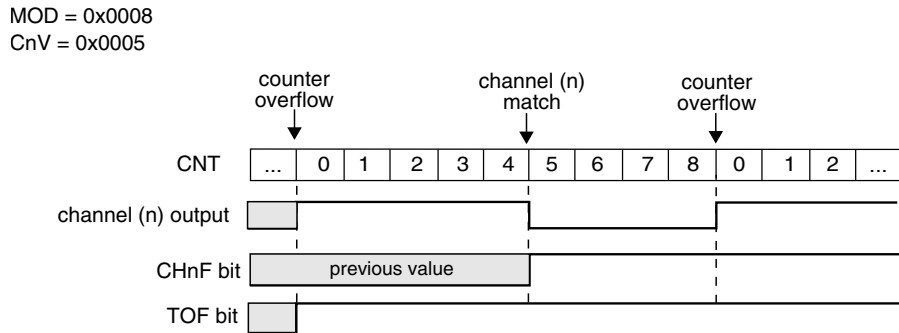 MOD = 0x0008
CnV = 0x0005
counter overflow
channel (n) match
counter overflow
CNT ... 0 1 2 3 4 5 6 7 8 0 1 2 ...
channel (n) output
CHnF bit previous value
TOF bit